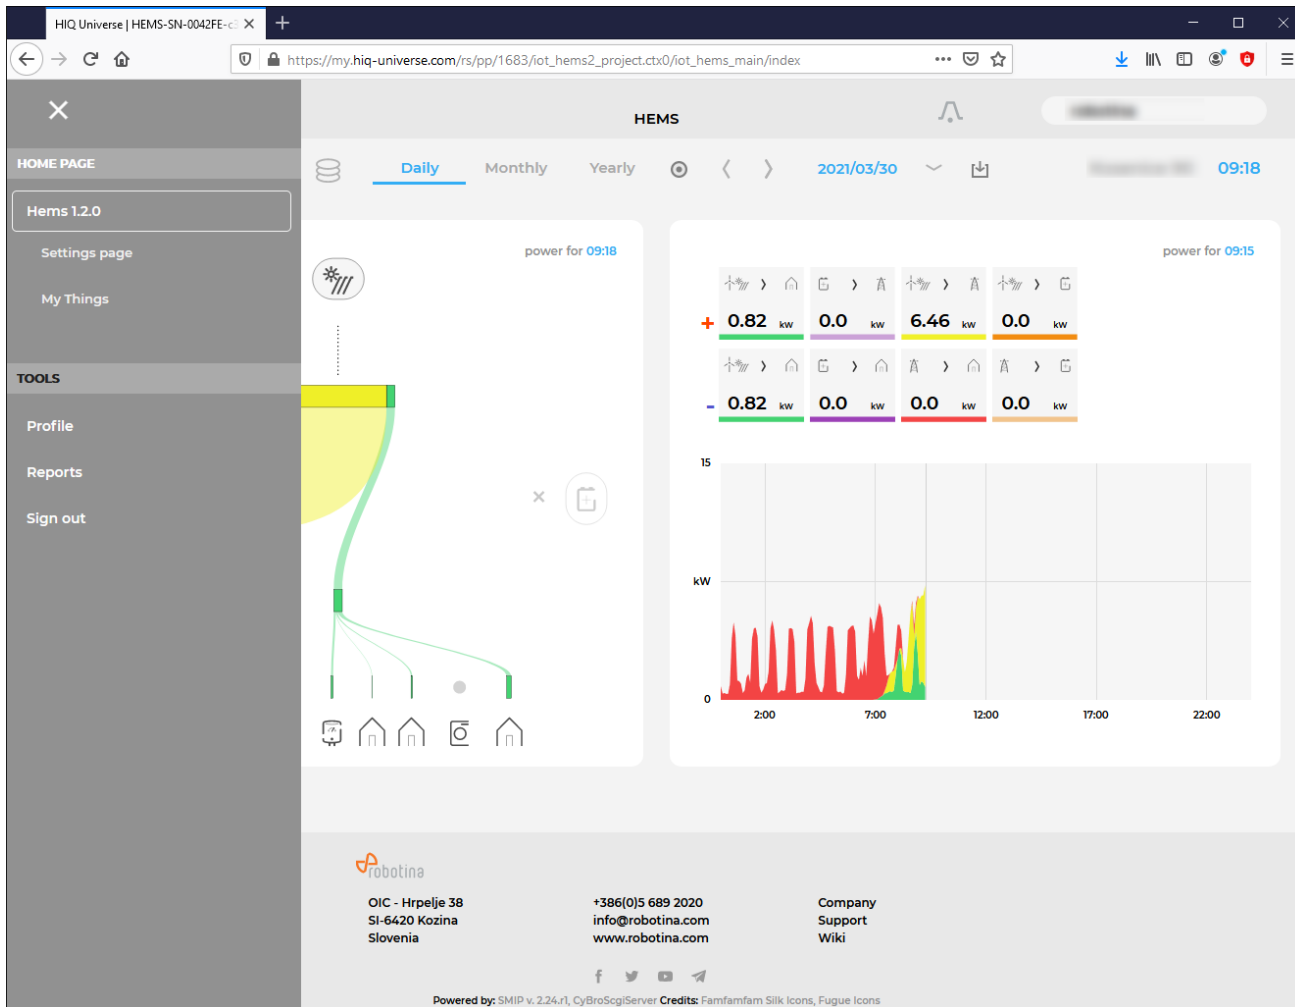 HIQ Universe | HEMS-SN-0042FE-c
https://my.hiq-universe.com/rs/pp/1683/iot_hems2_project.ctx0/iot_hems_main/index
HEMS
HOME PAGE
Hems 1.2.0
Settings page
My Things
TOOLS
Profile
Reports
Sign out
Daily Monthly Yearly 2021/03/30 09:18
power for 09:18
power for 09:15
+ 0.82 kW 0.0 kW 6.46 kW 0.0 kW
- 0.82 kW 0.0 kW 0.0 kW 0.0 kW
15
kW
0
2:00 7:00 12:00 17:00 22:00
robotina
OIC - Hrpelje 38
SI-6420 Kozina
Slovenia
+386(0)5 689 2020
info@robotina.com
www.robotina.com
Company
Support
Wiki
Powered by: SMIP v. 2.24.r1, CyBroScgiServer Credits: Famfamfam Silk Icons, Fugue Icons